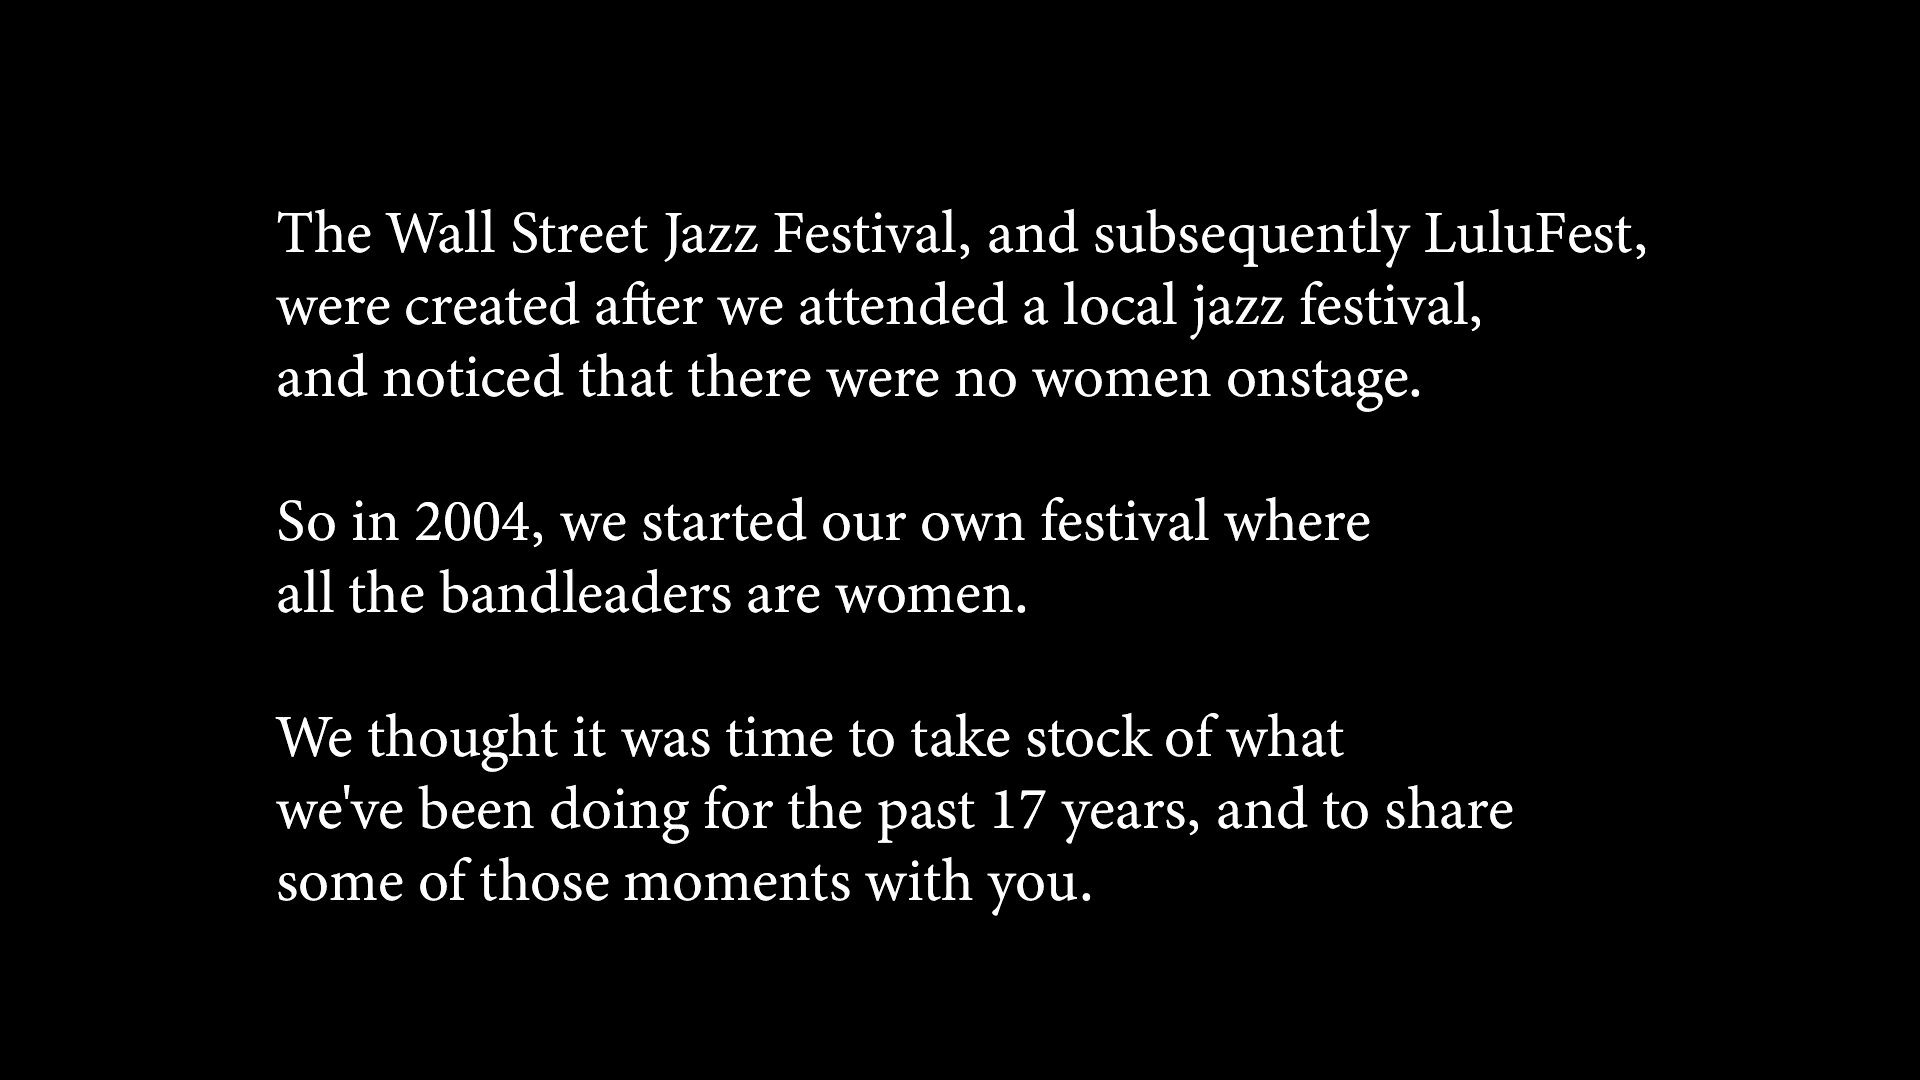 The Wall Street Jazz Festival, and subsequently LuluFest,
were created after we attended a local jazz festival,
and noticed that there were no women onstage.
So in 2004, we started our own festival where
all the bandleaders are women.
We thought it was time to take stock of what
we've been doing for the past 17 years, and to share
some of those moments with you.